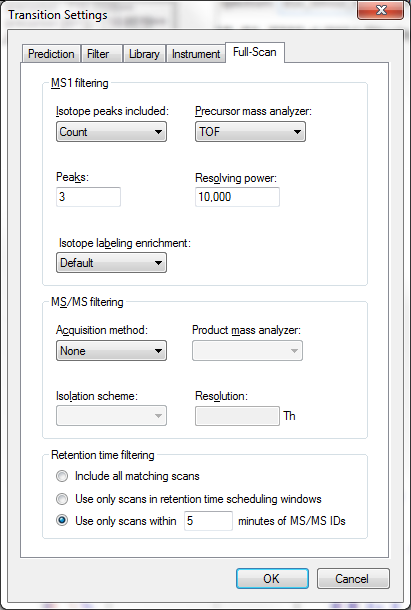 Transition Settings
Prediction Filter Library Instrument Full-Scan
MS1 filtering
Isotope peaks included: Precursor mass analyzer:
Count TOF
Peaks: Resolving power:
3 10,000
Isotope labeling enrichment:
Default
MS/MS filtering
Acquisition method: Product mass analyzer:
None
Isolation scheme: Resolution:
Th
Retention time filtering
Include all matching scans
Use only scans in retention time scheduling windows
Use only scans within 5 minutes of MS/MS IDs
OK Cancel